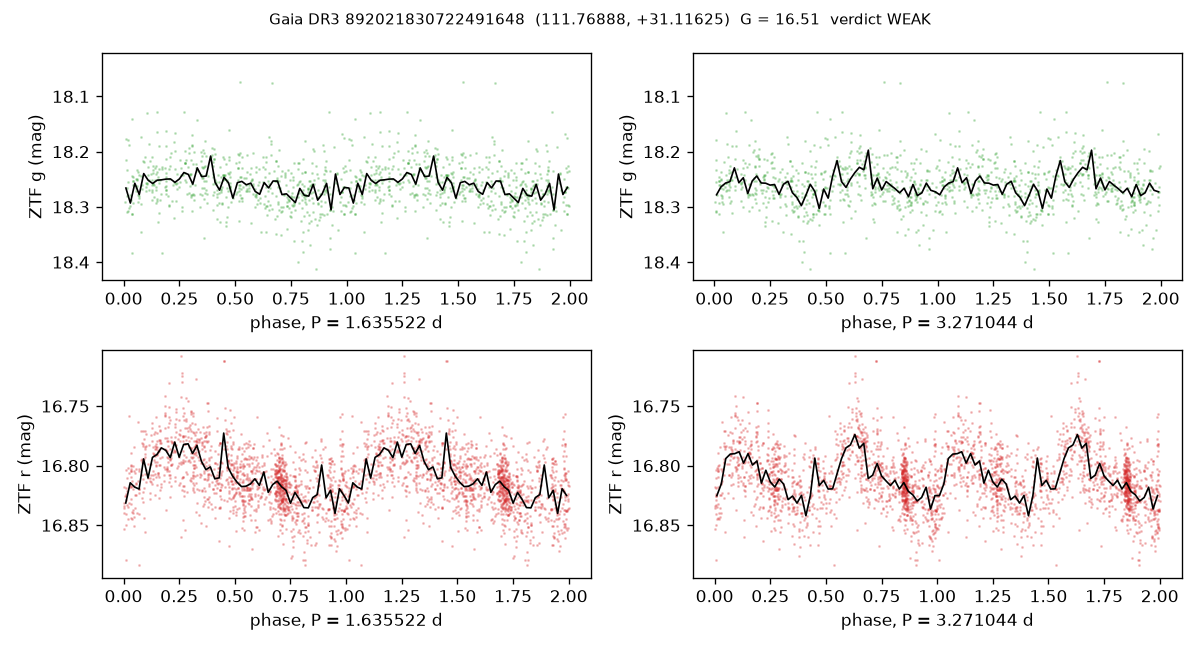 Gaia DR3 892021830722491648 (111.76888, +31.11625) G = 16.51 verdict WEAK
ZTF g (mag)
18.1
18.2
18.3
18.4
0.00 0.25 0.50 0.75 1.00 1.25 1.50 1.75 2.00
phase, P = 1.635522 d
ZTF g (mag)
18.1
18.2
18.3
18.4
0.00 0.25 0.50 0.75 1.00 1.25 1.50 1.75 2.00
phase, P = 3.271044 d
ZTF r (mag)
16.75
16.80
16.85
0.00 0.25 0.50 0.75 1.00 1.25 1.50 1.75 2.00
phase, P = 1.635522 d
ZTF r (mag)
16.75
16.80
16.85
0.00 0.25 0.50 0.75 1.00 1.25 1.50 1.75 2.00
phase, P = 3.271044 d